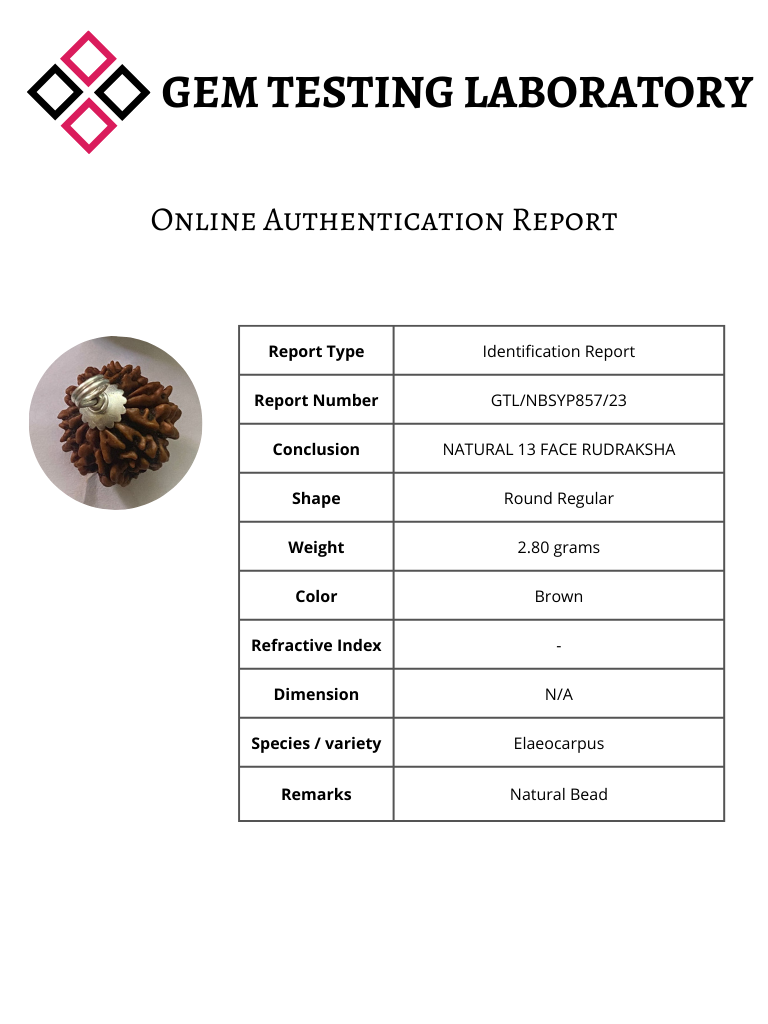 GEM TESTING LABORATORY
Online Authentication Report
Report Type Identification Report
Report Number GTL/NBSYP857/23
Conclusion NATURAL 13 FACE RUDRAKSHA
Shape Round Regular
Weight 2.80 grams
Color Brown
Refractive Index -
Dimension N/A
Species / variety Elaeocarpus
Remarks Natural Bead